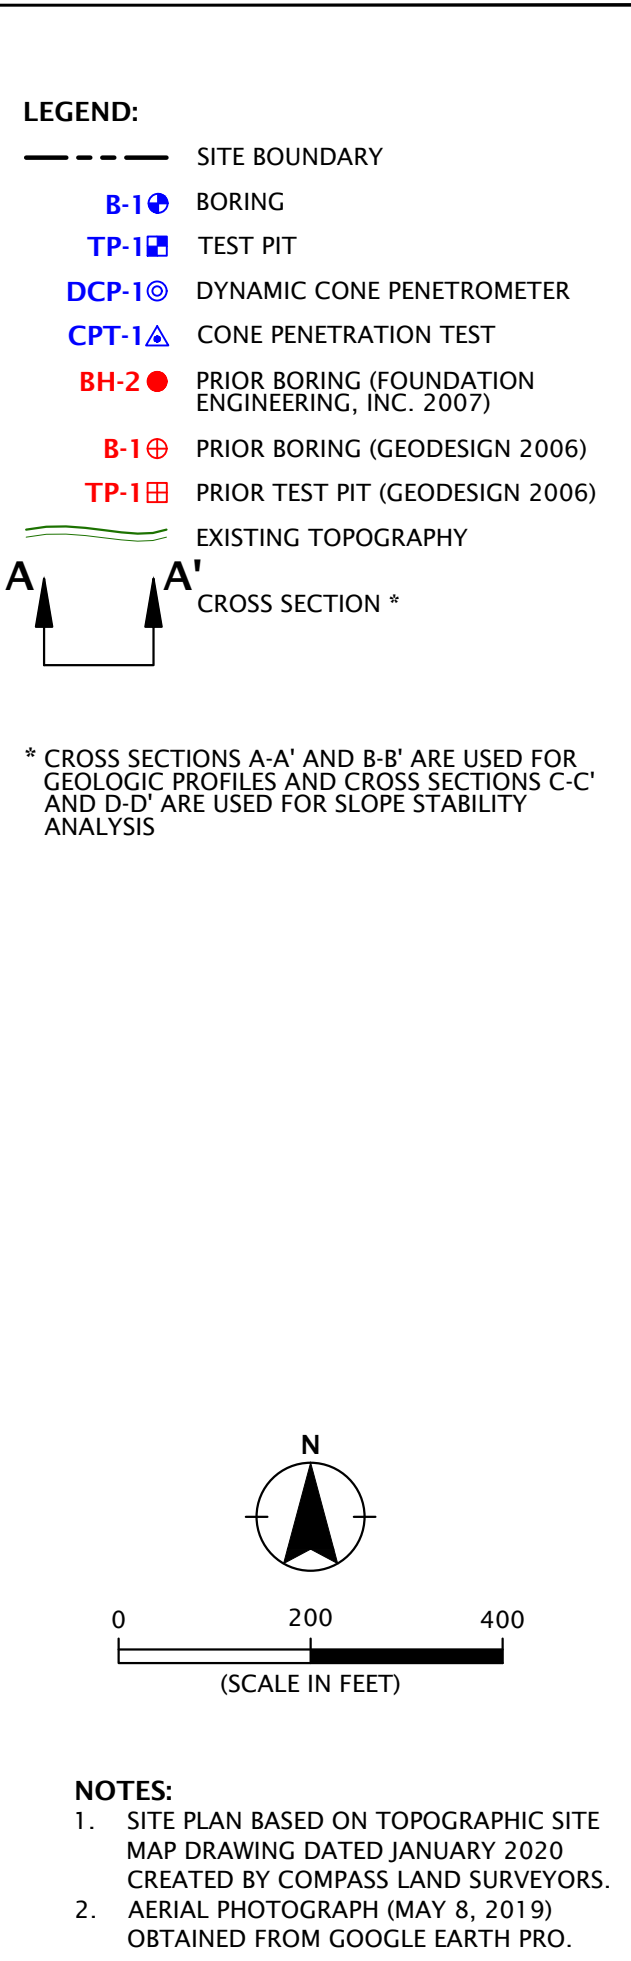 LEGEND:
SITE BOUNDARY
B-1 BORING
TP-1 TEST PIT
DCP-1 DYNAMIC CONE PENETROMETER
CPT-1 CONE PENETRATION TEST
BH-2 PRIOR BORING (FOUNDATION
ENGINEERING, INC. 2007)
B-1 PRIOR BORING (GEODESIGN 2006)
TP-1 PRIOR TEST PIT (GEODESIGN 2006)
EXISTING TOPOGRAPHY
A A'
CROSS SECTION *
* CROSS SECTIONS A-A' AND B-B' ARE USED FOR
GEOLOGIC PROFILES AND CROSS SECTIONS C-C'
AND D-D' ARE USED FOR SLOPE STABILITY
ANALYSIS
N
0 200 400
(SCALE IN FEET)
NOTES:
1. SITE PLAN BASED ON TOPOGRAPHIC SITE
MAP DRAWING DATED JANUARY 2020
CREATED BY COMPASS LAND SURVEYORS.
2. AERIAL PHOTOGRAPH (MAY 8, 2019)
OBTAINED FROM GOOGLE EARTH PRO.